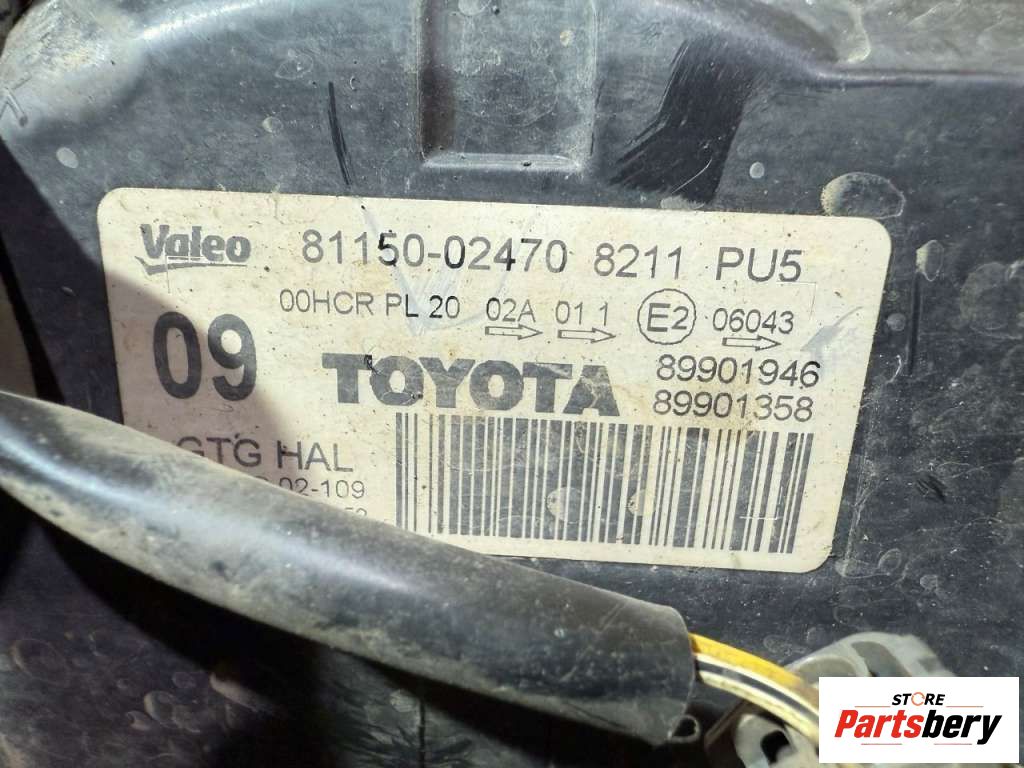 Valeo 81150-02470 8211 PU5
00HCR PL 20 02A 01 1 E2 06043
09 TOYOTA 89901946
89901358
GTG HAL
02-109
STORE
Partsbery